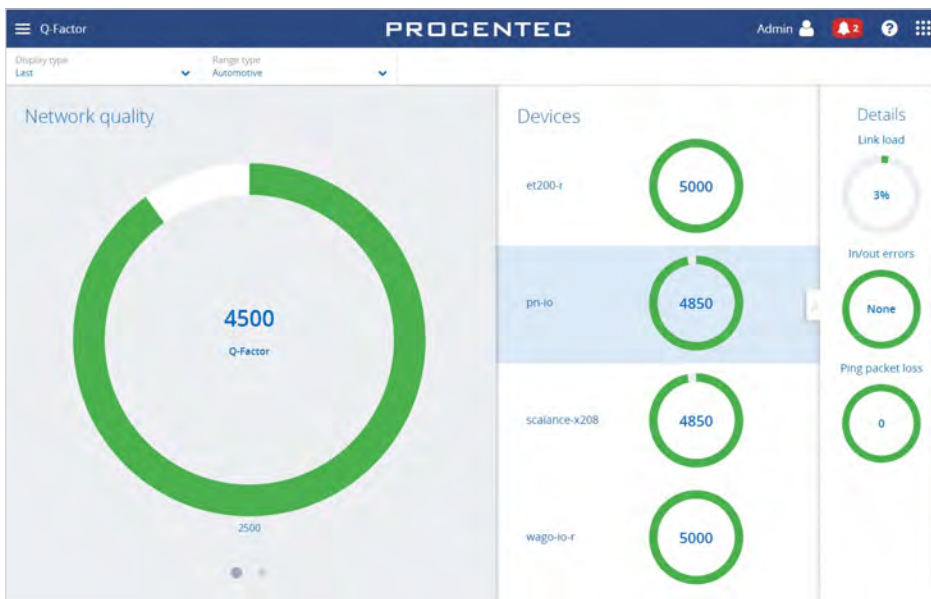 Q-Factor
PROCENTEC
Admin
2
?
Display type
Last
Range type
Automotive
Network quality
4500
Q-Factor
2500
Devices
et200-r
5000
pn-io
4850
scalance-x208
4850
wago-io-r
5000
Details
Link load
3%
In/out errors
None
Ping packet loss
0